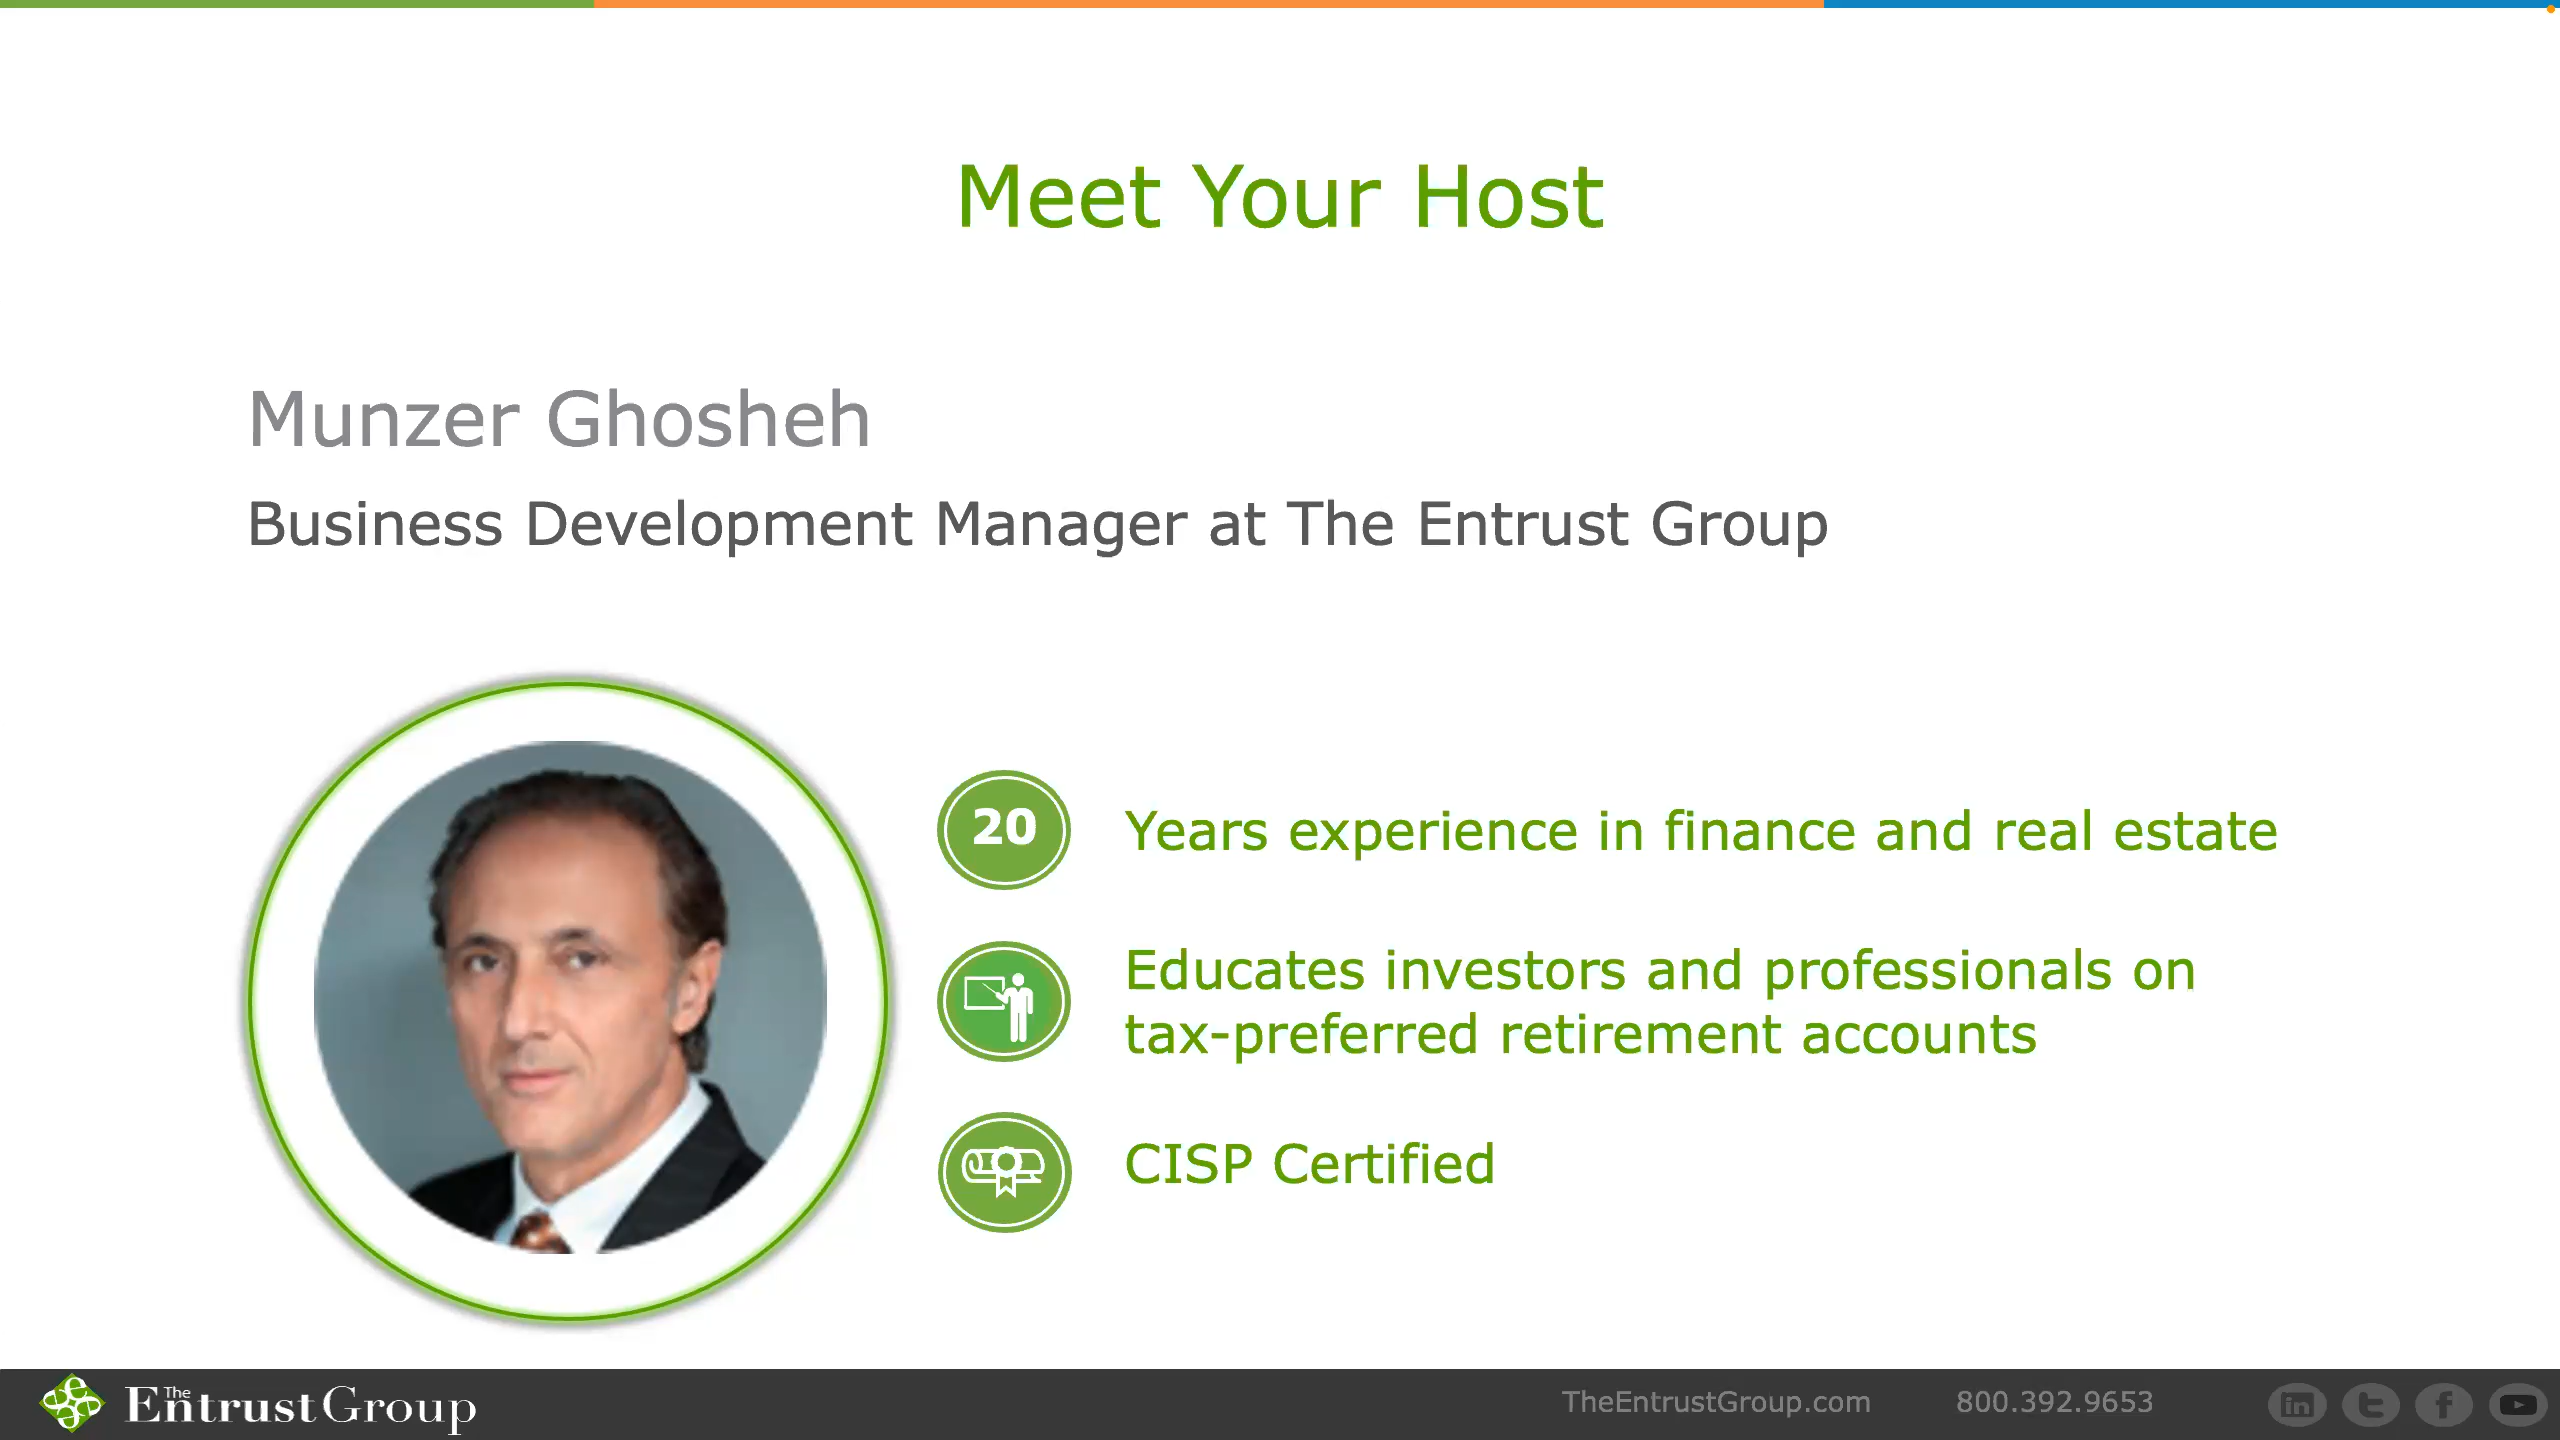 Meet Your Host
Munzer Ghosheh
Business Development Manager at The Entrust Group
20
Years experience in finance and real estate
Educates investors and professionals on
tax-preferred retirement accounts
CISP Certified
The Entrust Group
TheEntrustGroup.com
800.392.9653